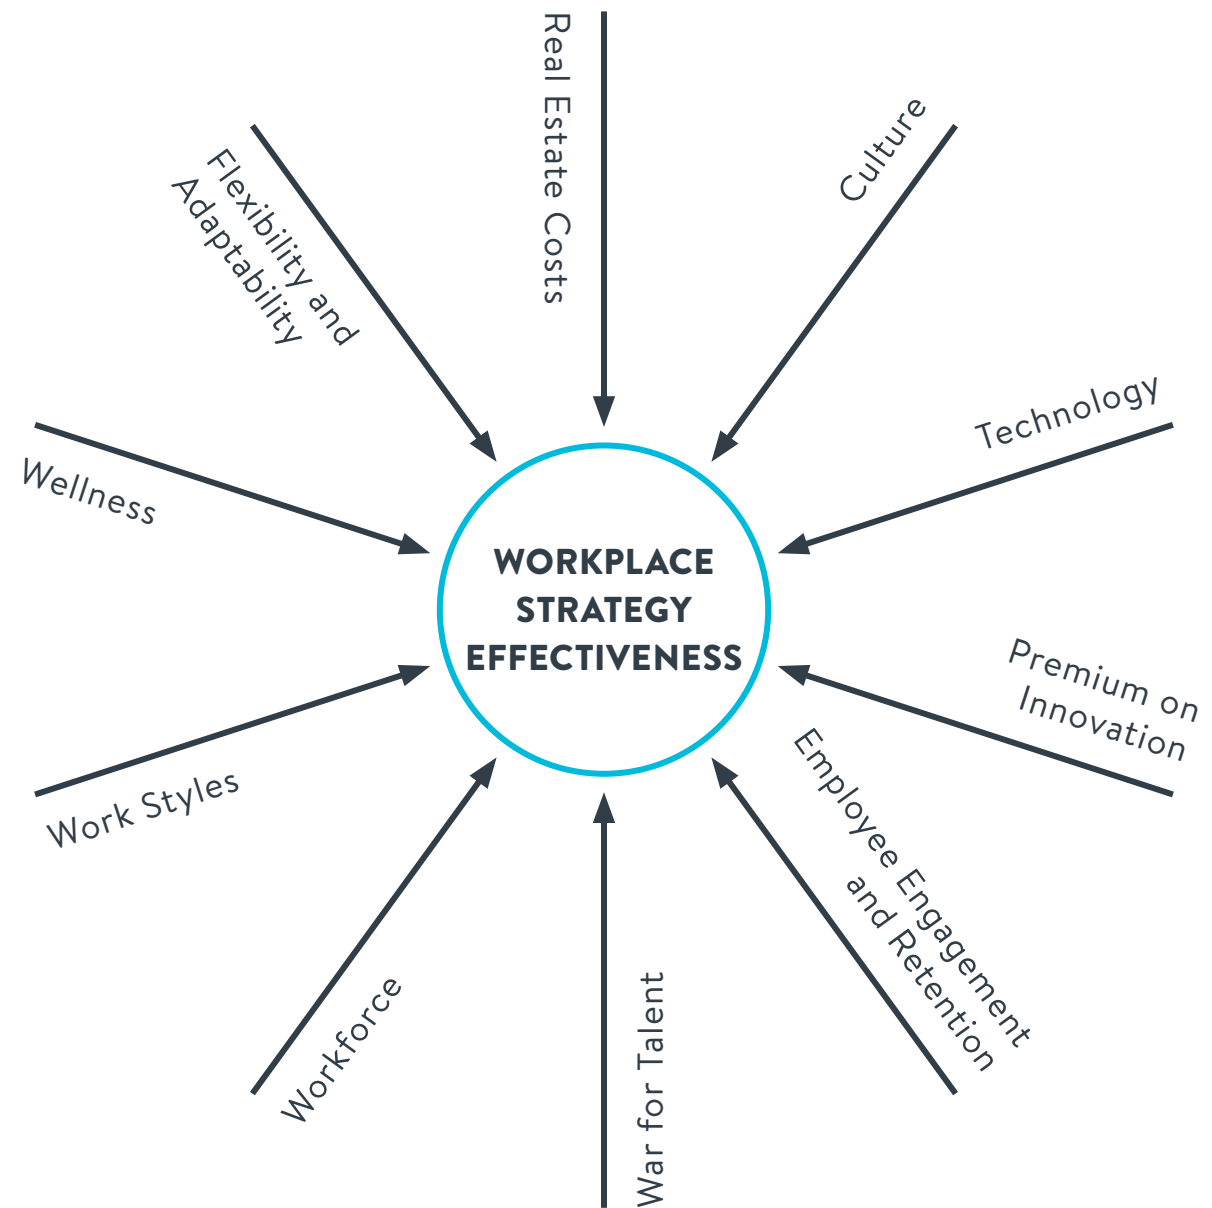 Real Estate Costs
Culture
Technology
Premium on
Innovation
Employee Engagement
and Retention
War for Talent
Workforce
Work Styles
Wellness
Flexibility and
Adaptability
WORKPLACE
STRATEGY
EFFECTIVENESS